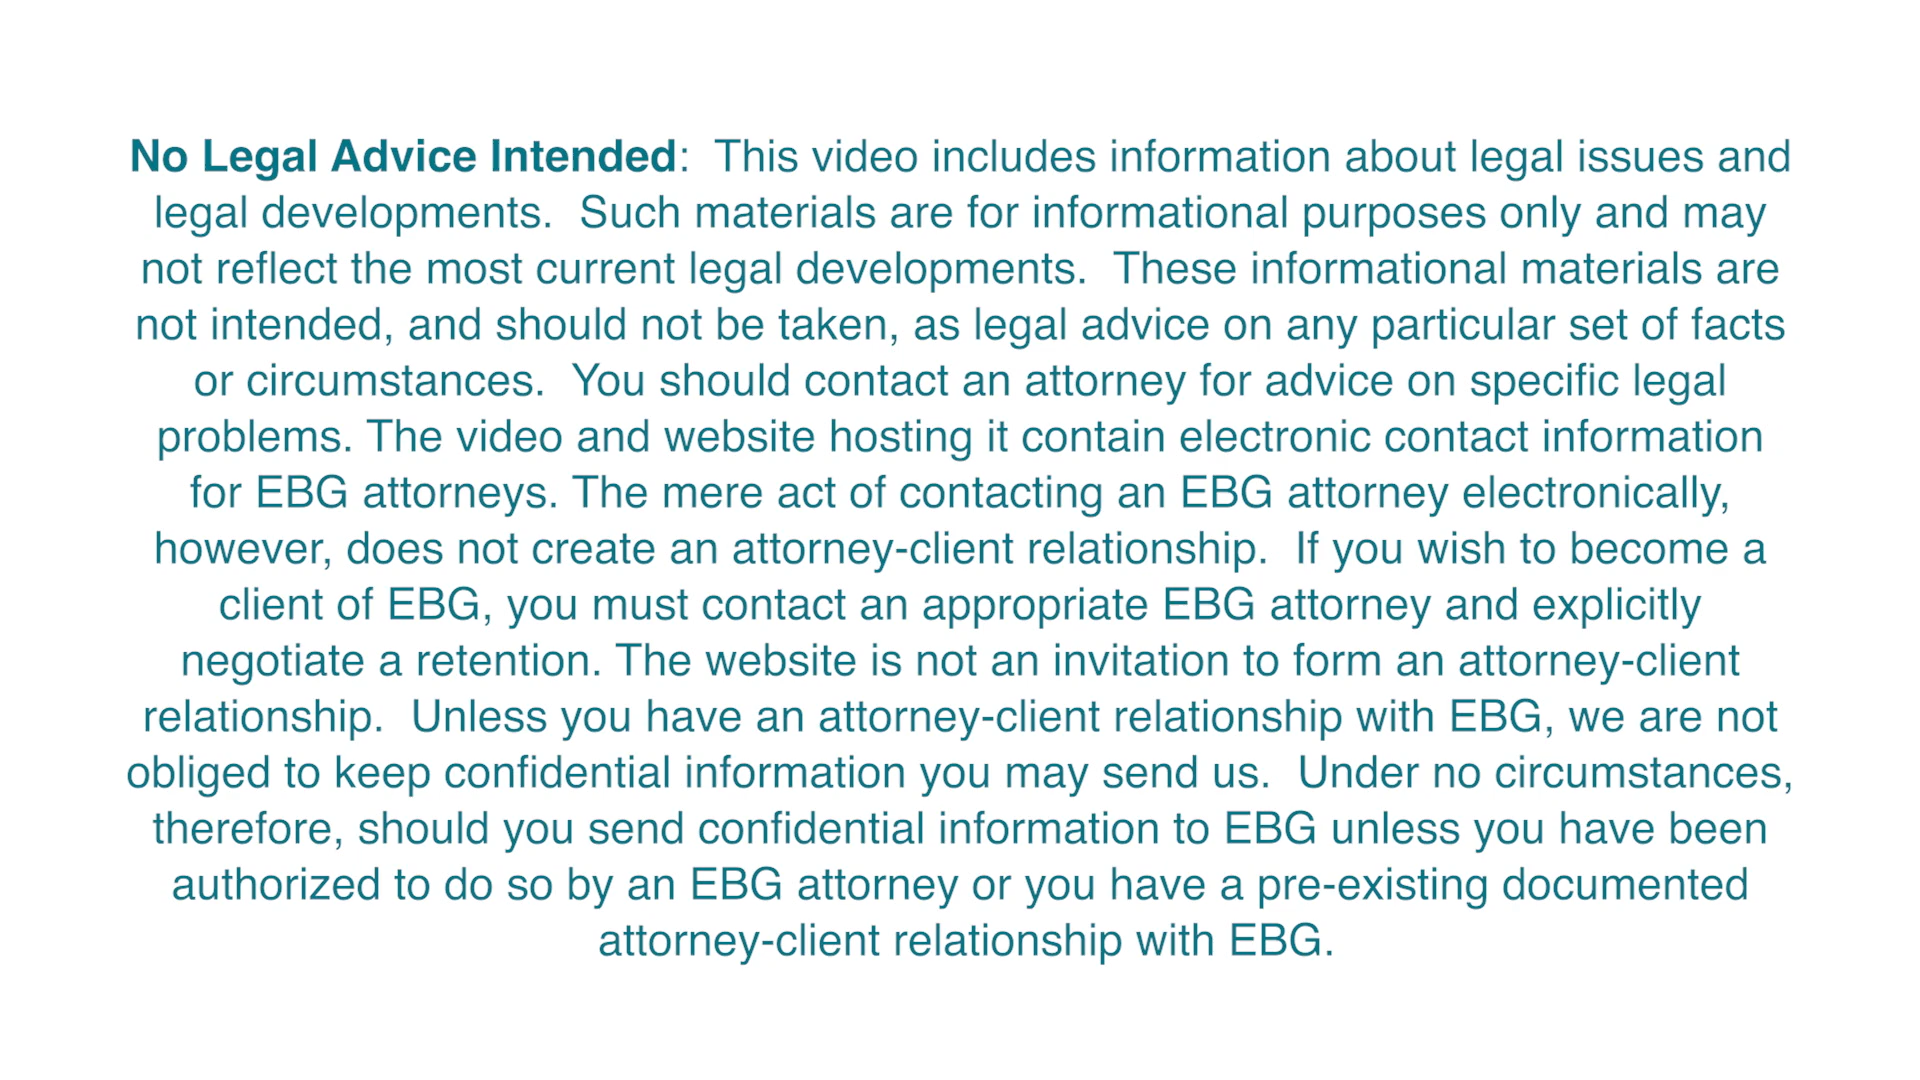 No Legal Advice Intended:  This video includes information about legal issues and
legal developments.  Such materials are for informational purposes only and may
not reflect the most current legal developments.  These informational materials are
not intended, and should not be taken, as legal advice on any particular set of facts
or circumstances.  You should contact an attorney for advice on specific legal
problems. The video and website hosting it contain electronic contact information
for EBG attorneys. The mere act of contacting an EBG attorney electronically,
however, does not create an attorney-client relationship.  If you wish to become a
client of EBG, you must contact an appropriate EBG attorney and explicitly
negotiate a retention. The website is not an invitation to form an attorney-client
relationship.  Unless you have an attorney-client relationship with EBG, we are not
obliged to keep confidential information you may send us.  Under no circumstances,
therefore, should you send confidential information to EBG unless you have been
authorized to do so by an EBG attorney or you have a pre-existing documented
attorney-client relationship with EBG.